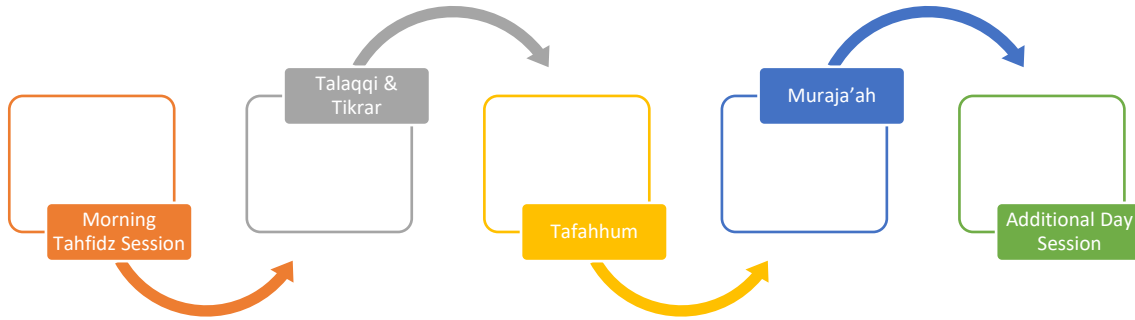 Morning
Tahfidz Session
Talaqqi &
Tikrar
Tafahhum
Muraja’ah
Additional Day
Session